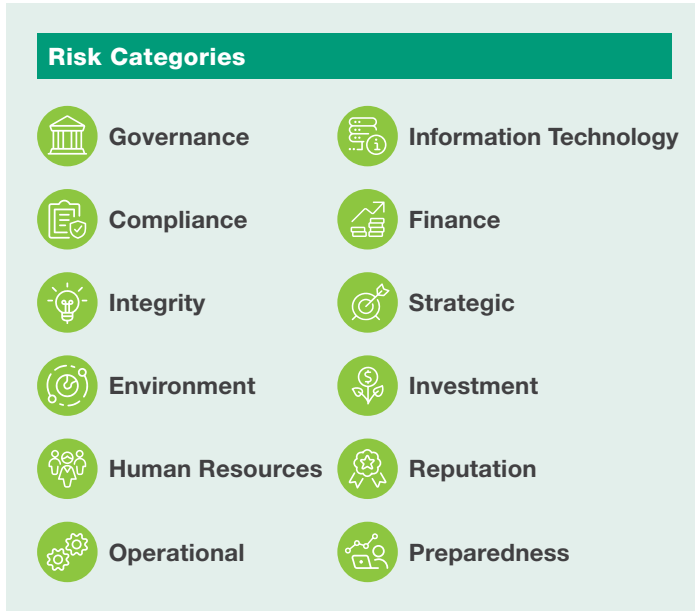 Risk Categories
Governance
Information Technology
Compliance
Finance
Integrity
Strategic
Environment
Investment
Human Resources
Reputation
Operational
Preparedness